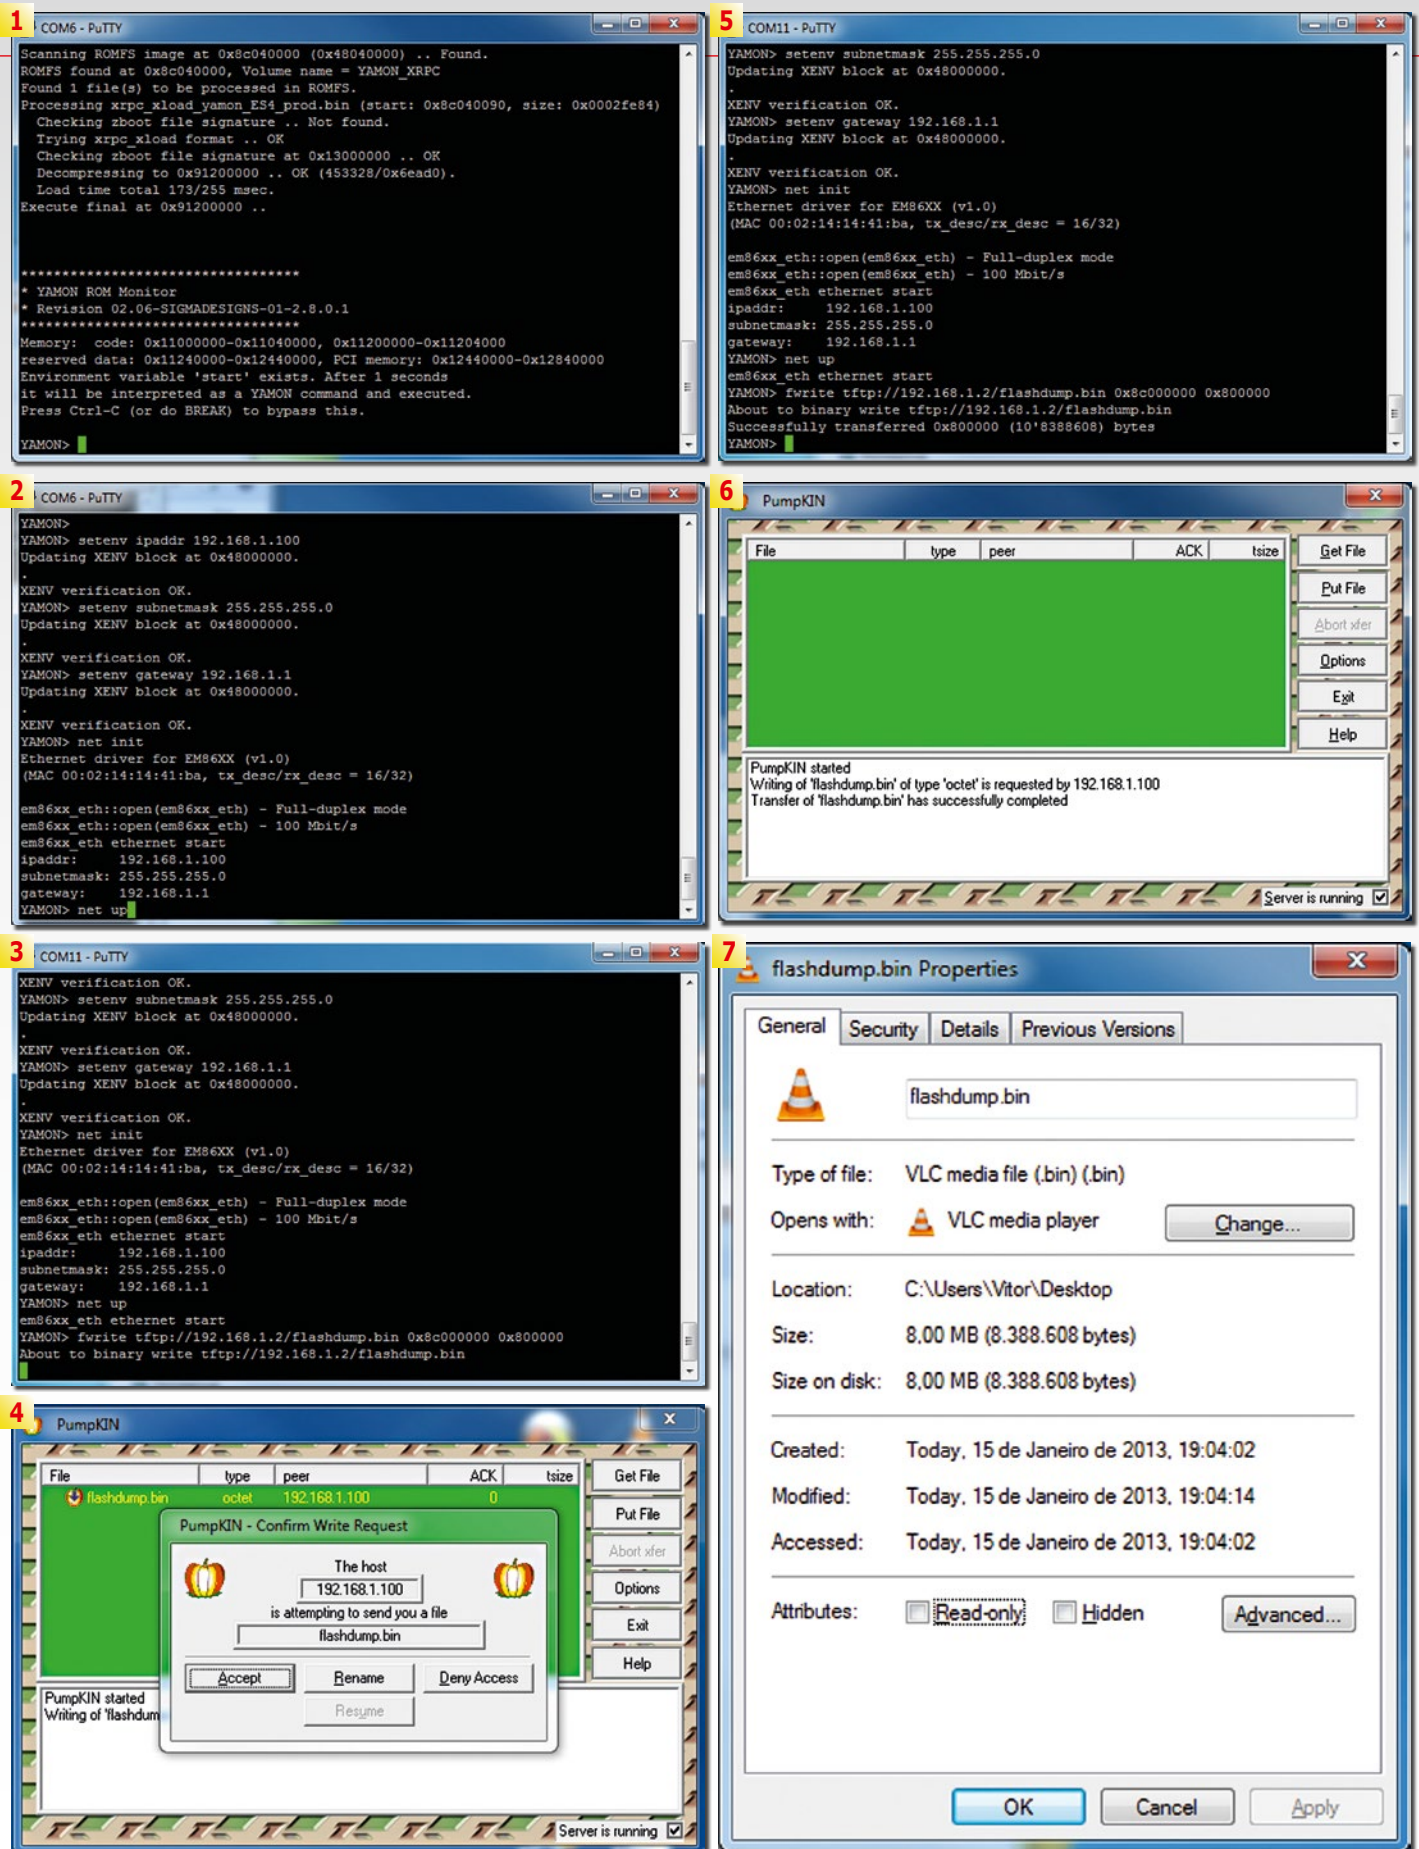 1
COM6 - PuTTY
Scanning ROMFS image at 0x8c040000 (0x48040000) .. Found.
ROMFS found at 0x8c040000, Volume name = YAMON_XRPC
Found 1 file(s) to be processed in ROMFS.
Processing xrpc_xload_yamon_ES4_prod.bin (start: 0x8c040090, size: 0x0002fe84)
Checking zboot file signature .. Not found.
Trying xrpc_xload format .. OK
Checking zboot file signature at 0x13000000 .. OK
Decompressing to 0x91200000 .. OK (453328/0x6ead0).
Load time total 173/255 msec.
Execute final at 0x91200000 ..
**********************************
* YAMON ROM Monitor
* Revision 02.06-SIGMADESIGNS-01-2.8.0.1
**********************************
Memory:  code: 0x11000000-0x11040000, 0x11200000-0x11204000
reserved data: 0x11240000-0x12440000, PCI memory: 0x12440000-0x12840000
Environment variable 'start' exists. After 1 seconds
it will be interpreted as a YAMON command and executed.
Press Ctrl-C (or do BREAK) to bypass this.
YAMON>
2
COM6 - PuTTY
YAMON>
YAMON> setenv ipaddr 192.168.1.100
Updating XENV block at 0x48000000.
.
XENV verification OK.
YAMON> setenv subnetmask 255.255.255.0
Updating XENV block at 0x48000000.
.
XENV verification OK.
YAMON> setenv gateway 192.168.1.1
Updating XENV block at 0x48000000.
.
XENV verification OK.
YAMON> net init
Ethernet driver for EM86XX (v1.0)
(MAC 00:02:14:14:41:ba, tx_desc/rx_desc = 16/32)
em86xx_eth::open(em86xx_eth) - Full-duplex mode
em86xx_eth::open(em86xx_eth) - 100 Mbit/s
em86xx_eth ethernet start
ipaddr:     192.168.1.100
subnetmask: 255.255.255.0
gateway:    192.168.1.1
YAMON> net up
3
COM11 - PuTTY
XENV verification OK.
YAMON> setenv subnetmask 255.255.255.0
Updating XENV block at 0x48000000.
.
XENV verification OK.
YAMON> setenv gateway 192.168.1.1
Updating XENV block at 0x48000000.
.
XENV verification OK.
YAMON> net init
Ethernet driver for EM86XX (v1.0)
(MAC 00:02:14:14:41:ba, tx_desc/rx_desc = 16/32)
em86xx_eth::open(em86xx_eth) - Full-duplex mode
em86xx_eth::open(em86xx_eth) - 100 Mbit/s
em86xx_eth ethernet start
ipaddr:     192.168.1.100
subnetmask: 255.255.255.0
gateway:    192.168.1.1
YAMON> net up
em86xx_eth ethernet start
YAMON> fwrite tftp://192.168.1.2/flashdump.bin 0x8c000000 0x800000
About to binary write tftp://192.168.1.2/flashdump.bin
4
PumpKIN
File type peer ACK tsize
flashdump.bin octet 192.168.1.100 0
Get File
Put File
Abort xfer
Options
Exit
Help
PumpKIN - Confirm Write Request
The host
192.168.1.100
is attempting to send you a file
flashdump.bin
Accept Rename Deny Access
Resume
PumpKIN started
Writing of 'flashdum
Server is running
5
COM11 - PuTTY
YAMON> setenv subnetmask 255.255.255.0
Updating XENV block at 0x48000000.
.
XENV verification OK.
YAMON> setenv gateway 192.168.1.1
Updating XENV block at 0x48000000.
.
XENV verification OK.
YAMON> net init
Ethernet driver for EM86XX (v1.0)
(MAC 00:02:14:14:41:ba, tx_desc/rx_desc = 16/32)
em86xx_eth::open(em86xx_eth) - Full-duplex mode
em86xx_eth::open(em86xx_eth) - 100 Mbit/s
em86xx_eth ethernet start
ipaddr:     192.168.1.100
subnetmask: 255.255.255.0
gateway:    192.168.1.1
YAMON> net up
em86xx_eth ethernet start
YAMON> fwrite tftp://192.168.1.2/flashdump.bin 0x8c000000 0x800000
About to binary write tftp://192.168.1.2/flashdump.bin
Successfully transferred 0x800000 (10'8388608) bytes
YAMON>
6
PumpKIN
File type peer ACK tsize
Get File
Put File
Abort xfer
Options
Exit
Help
PumpKIN started
Writing of 'flashdump.bin' of type 'octet' is requested by 192.168.1.100
Transfer of 'flashdump.bin' has successfully completed
Server is running
7
flashdump.bin Properties
General Security Details Previous Versions
flashdump.bin
Type of file: VLC media file (.bin) (.bin)
Opens with: VLC media player Change...
Location: C:\Users\Vitor\Desktop
Size: 8,00 MB (8.388.608 bytes)
Size on disk: 8,00 MB (8.388.608 bytes)
Created: Today, 15 de Janeiro de 2013, 19:04:02
Modified: Today, 15 de Janeiro de 2013, 19:04:14
Accessed: Today, 15 de Janeiro de 2013, 19:04:02
Attributes: Read-only Hidden Advanced...
OK Cancel Apply